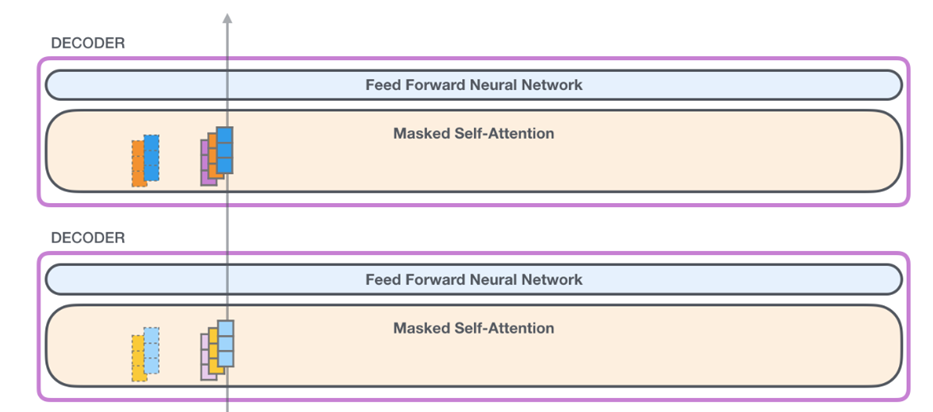 DECODER
Feed Forward Neural Network
Masked Self-Attention
DECODER
Feed Forward Neural Network
Masked Self-Attention